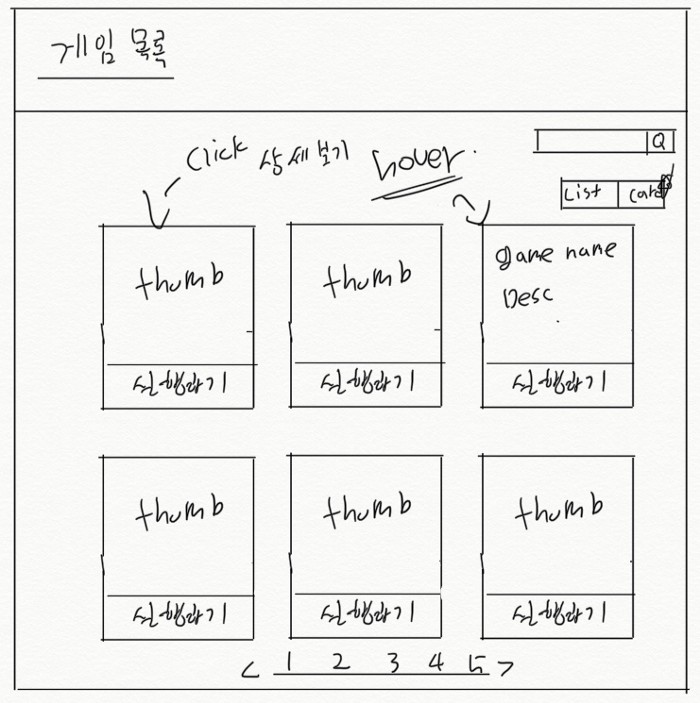 게임 목록
Click 상세보기 hover.
Q
List Card
thumb thumb game name
Desc
실행하기 실행하기 실행하기
thumb thumb thumb
실행하기 실행하기 실행하기
< 1 2 3 4 5 >